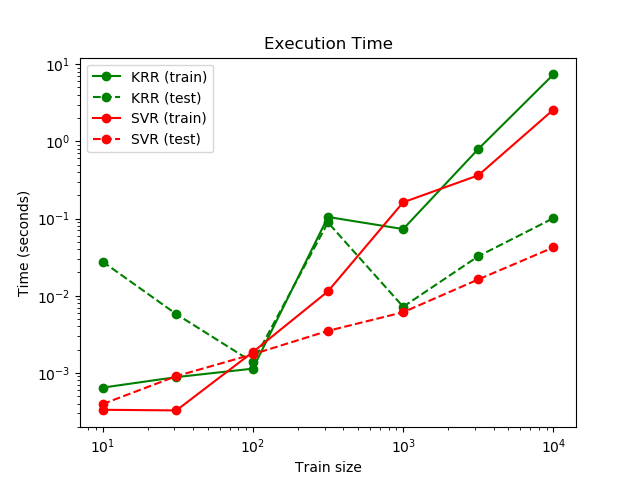 Execution Time
KRR (train)
KRR (test)
SVR (train)
SVR (test)
10¹
10⁰
10⁻¹
10⁻²
10⁻³
Time (seconds)
10¹ 10² 10³ 10⁴
Train size